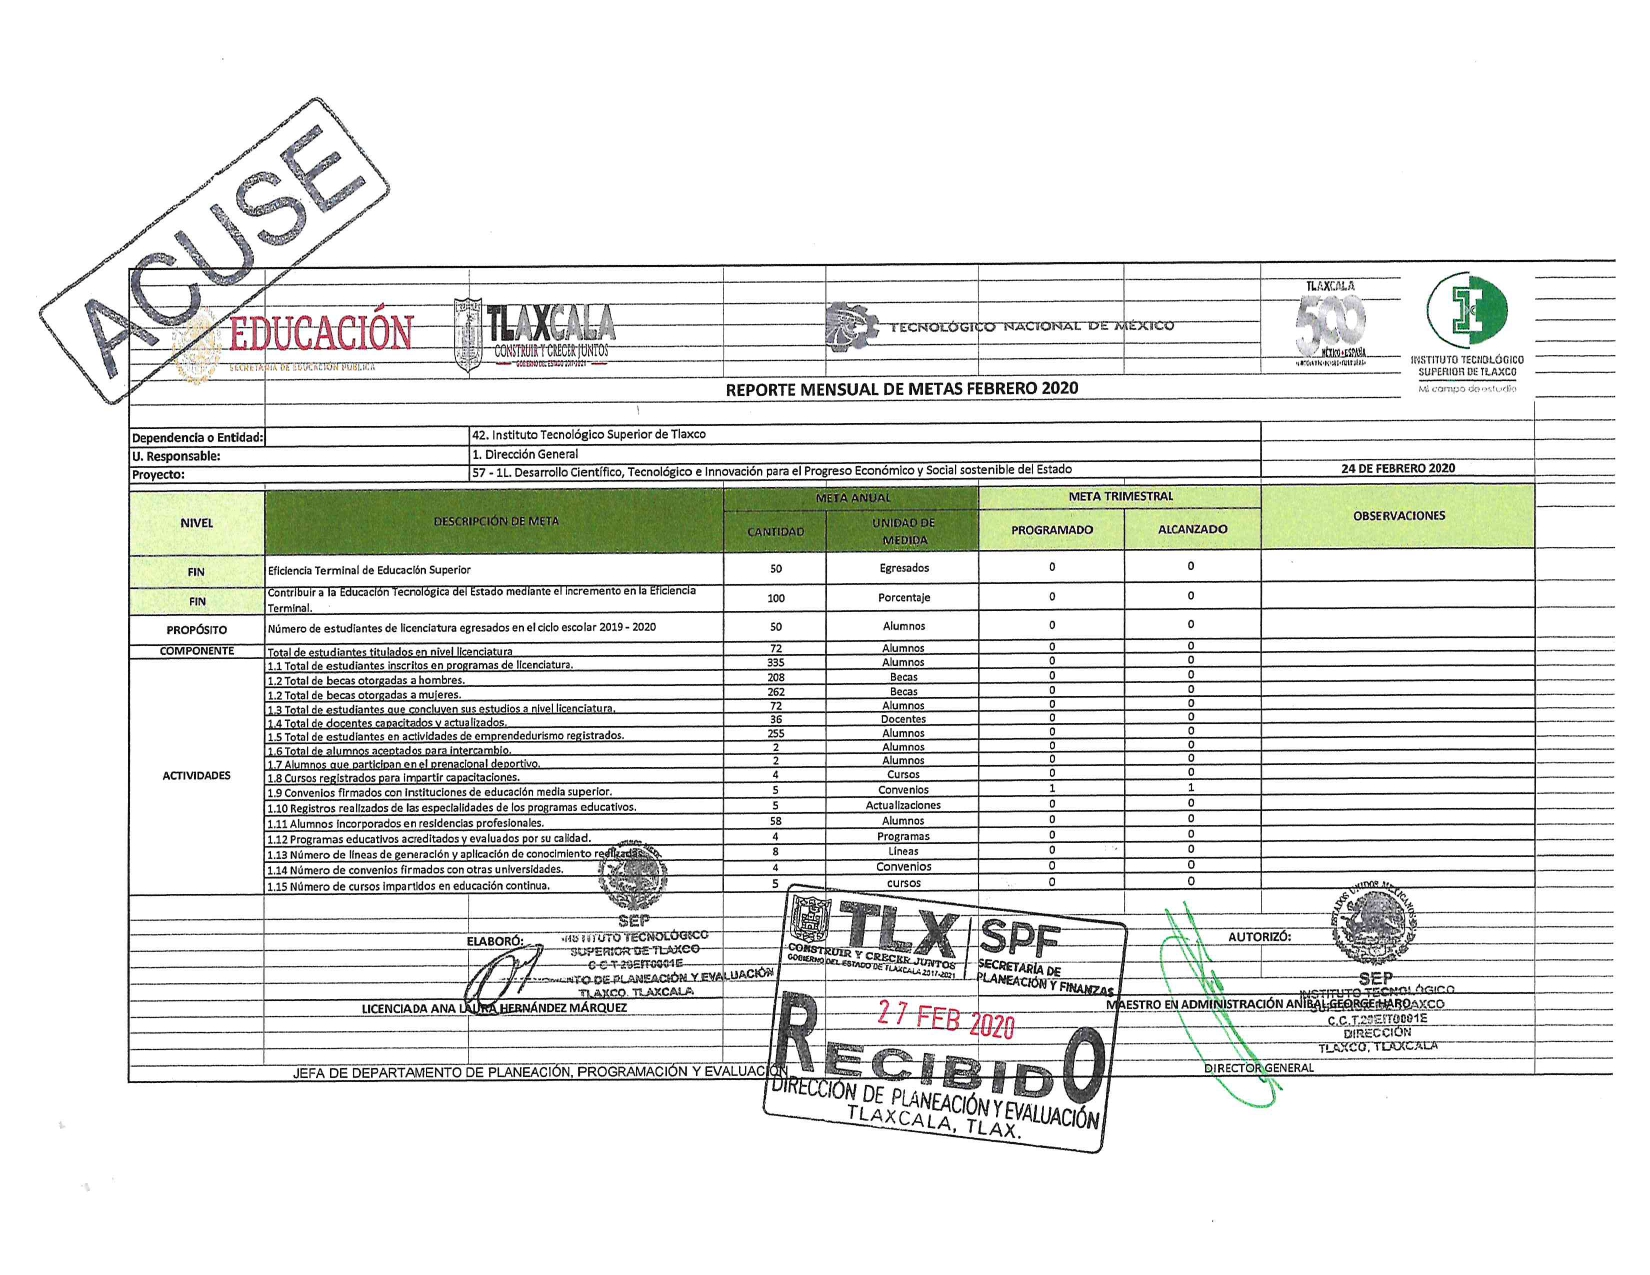 ACUSE
EDUCACIÓN
SECRETARÍA DE EDUCACIÓN PÚBLICA
TLAXCALA
CONSTRUIR Y CRECER JUNTOS
GOBIERNO DEL ESTADO 2017-2021
TECNOLÓGICO NACIONAL DE MÉXICO
TLAXCALA
500
MÉXICO • ESPAÑA
INSTITUTO TECNOLÓGICO
SUPERIOR DE TLAXCO
Mi campo de estudio
REPORTE MENSUAL DE METAS FEBRERO 2020
Dependencia o Entidad: 42. Instituto Tecnológico Superior de Tlaxco
U. Responsable: 1. Dirección General
Proyecto: 57 - 1L. Desarrollo Científico, Tecnológico e Innovación para el Progreso Económico y Social sostenible del Estado 24 DE FEBRERO 2020
NIVEL DESCRIPCIÓN DE META META ANUAL META TRIMESTRAL OBSERVACIONES
CANTIDAD UNIDAD DE MEDIDA PROGRAMADO ALCANZADO
FIN Eficiencia Terminal de Educación Superior 50 Egresados 0 0
FIN Contribuir a la Educación Tecnológica del Estado mediante el incremento en la Eficiencia
Terminal. 100 Porcentaje 0 0
PROPÓSITO Número de estudiantes de licenciatura egresados en el ciclo escolar 2019 - 2020 50 Alumnos 0 0
COMPONENTE Total de estudiantes titulados en nivel licenciatura 72 Alumnos 0 0
ACTIVIDADES
1.1 Total de estudiantes inscritos en programas de licenciatura. 335 Alumnos 0 0
1.2 Total de becas otorgadas a hombres. 208 Becas 0 0
1.2 Total de becas otorgadas a mujeres. 262 Becas 0 0
1.3 Total de estudiantes que concluyen sus estudios a nivel licenciatura. 72 Alumnos 0 0
1.4 Total de docentes capacitados y actualizados. 36 Docentes 0 0
1.5 Total de estudiantes en actividades de emprendedurismo registrados. 255 Alumnos 0 0
1.6 Total de alumnos aceptados para intercambio. 2 Alumnos 0 0
1.7 Alumnos que participan en el prenacional deportivo. 2 Alumnos 0 0
1.8 Cursos registrados para impartir capacitaciones. 4 Cursos 0 0
1.9 Convenios firmados con instituciones de educación media superior. 5 Convenios 1 1
1.10 Registros realizados de las especialidades de los programas educativos. 5 Actualizaciones 0 0
1.11 Alumnos incorporados en residencias profesionales. 58 Alumnos 0 0
1.12 Programas educativos acreditados y evaluados por su calidad. 4 Programas 0 0
1.13 Número de líneas de generación y aplicación de conocimiento realizadas. 8 Líneas 0 0
1.14 Número de convenios firmados con otras universidades. 4 Convenios 0 0
1.15 Número de cursos impartidos en educación continua. 5 cursos 0 0
SEP
INSTITUTO TECNOLÓGICO
SUPERIOR DE TLAXCO
C.C.T. 29EIT0001E
NTO DE PLANEACIÓN Y EVALUACIÓN
TLAXCO, TLAXCALA
ELABORÓ:
LICENCIADA ANA LAURA HERNÁNDEZ MÁRQUEZ
JEFA DE DEPARTAMENTO DE PLANEACIÓN, PROGRAMACIÓN Y EVALUACIÓN
TLX
CONSTRUIR Y CRECER JUNTOS
GOBIERNO DEL ESTADO DE TLAXCALA 2017-2021
SPF
SECRETARÍA DE
PLANEACIÓN Y FINANZAS
27 FEB 2020
RECIBIDO
DIRECCIÓN DE PLANEACIÓN Y EVALUACIÓN
TLAXCALA, TLAX.
AUTORIZÓ:
ESTADOS UNIDOS MEXICANOS
SEP
INSTITUTO TECNOLÓGICO
MAESTRO EN ADMINISTRACIÓN ANÍBAL GEORGE HARO
TLAXCO
C.C.T. 29EIT0001E
DIRECCIÓN
TLAXCO, TLAXCALA
DIRECTOR GENERAL